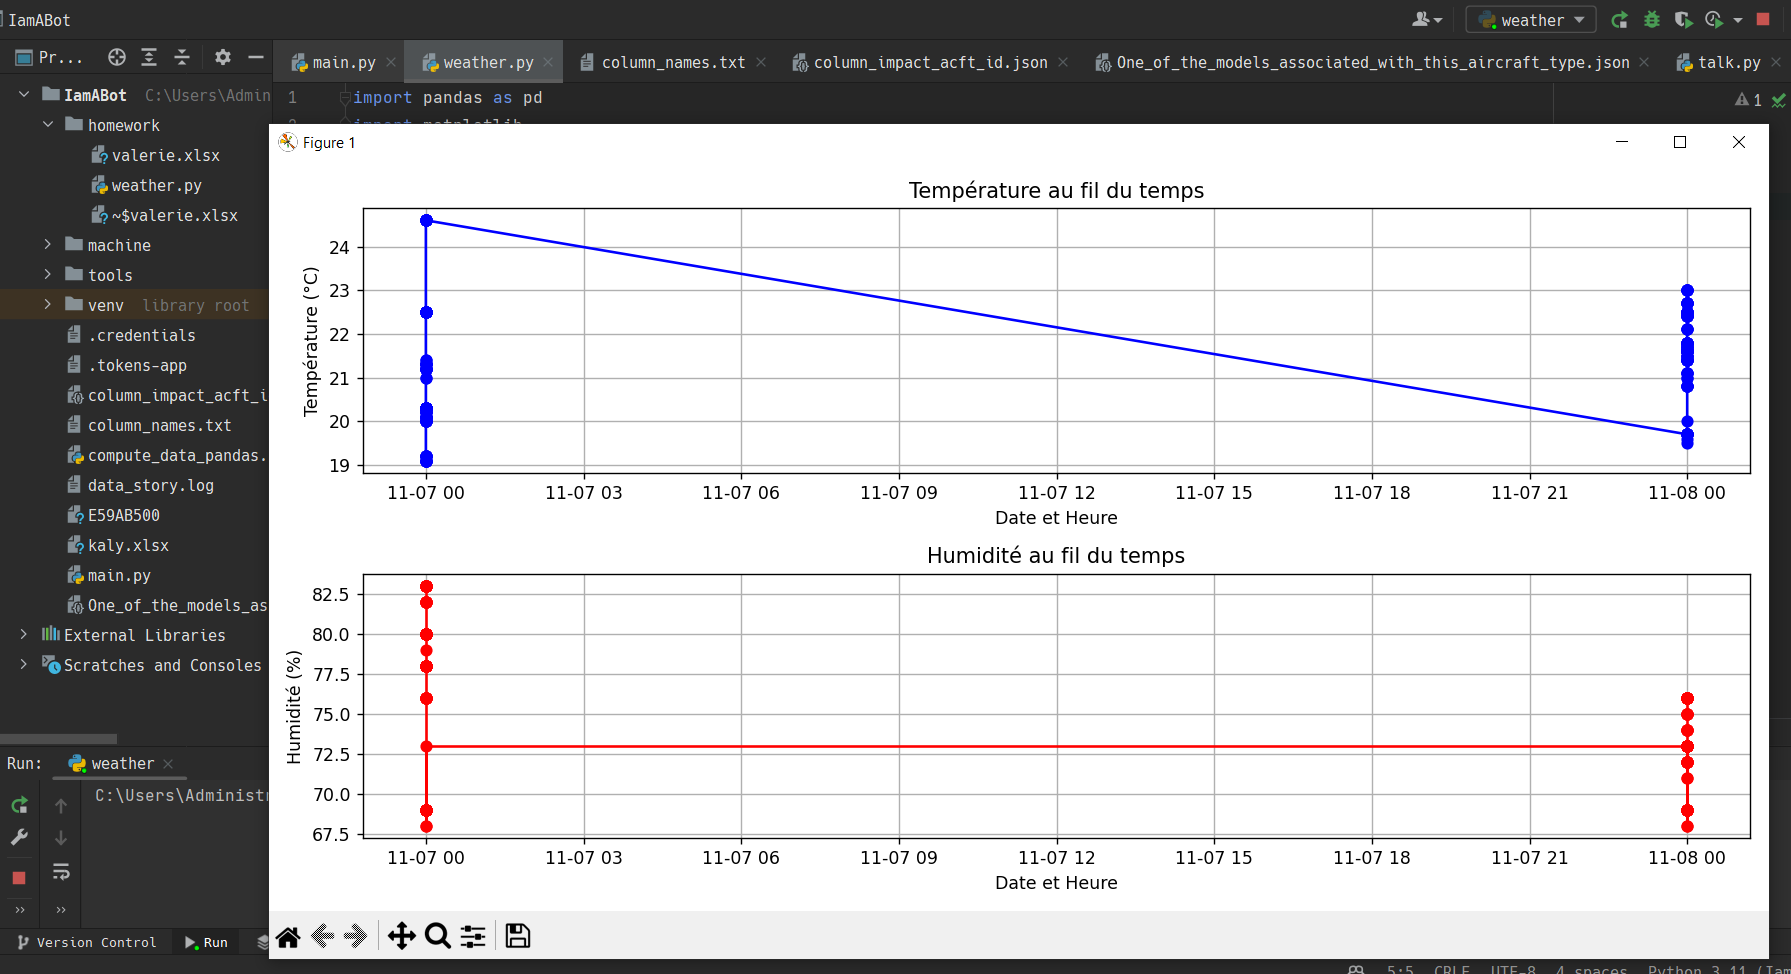 IamABot
weather
Pr...
main.py
weather.py
column_names.txt
column_impact_acft_id.json
One_of_the_models_associated_with_this_aircraft_type.json
talk.py
IamABot C:\Users\Admin
homework
valerie.xlsx
weather.py
~$valerie.xlsx
machine
tools
venv library root
.credentials
.tokens-app
column_impact_acft_i
column_names.txt
compute_data_pandas.
data_story.log
E59AB500
kaly.xlsx
main.py
One_of_the_models_as
External Libraries
Scratches and Consoles
1 import pandas as pd
1
Figure 1
Température au fil du temps
Température (°C)
24
23
22
21
20
19
11-07 00 11-07 03 11-07 06 11-07 09 11-07 12 11-07 15 11-07 18 11-07 21 11-08 00
Date et Heure
Humidité au fil du temps
Humidité (%)
82.5
80.0
77.5
75.0
72.5
70.0
67.5
11-07 00 11-07 03 11-07 06 11-07 09 11-07 12 11-07 15 11-07 18 11-07 21 11-08 00
Date et Heure
Run: weather
C:\Users\Administ
Version Control Run
5:5 CRLF UTF-8 4 spaces Python 3.11 (Iam